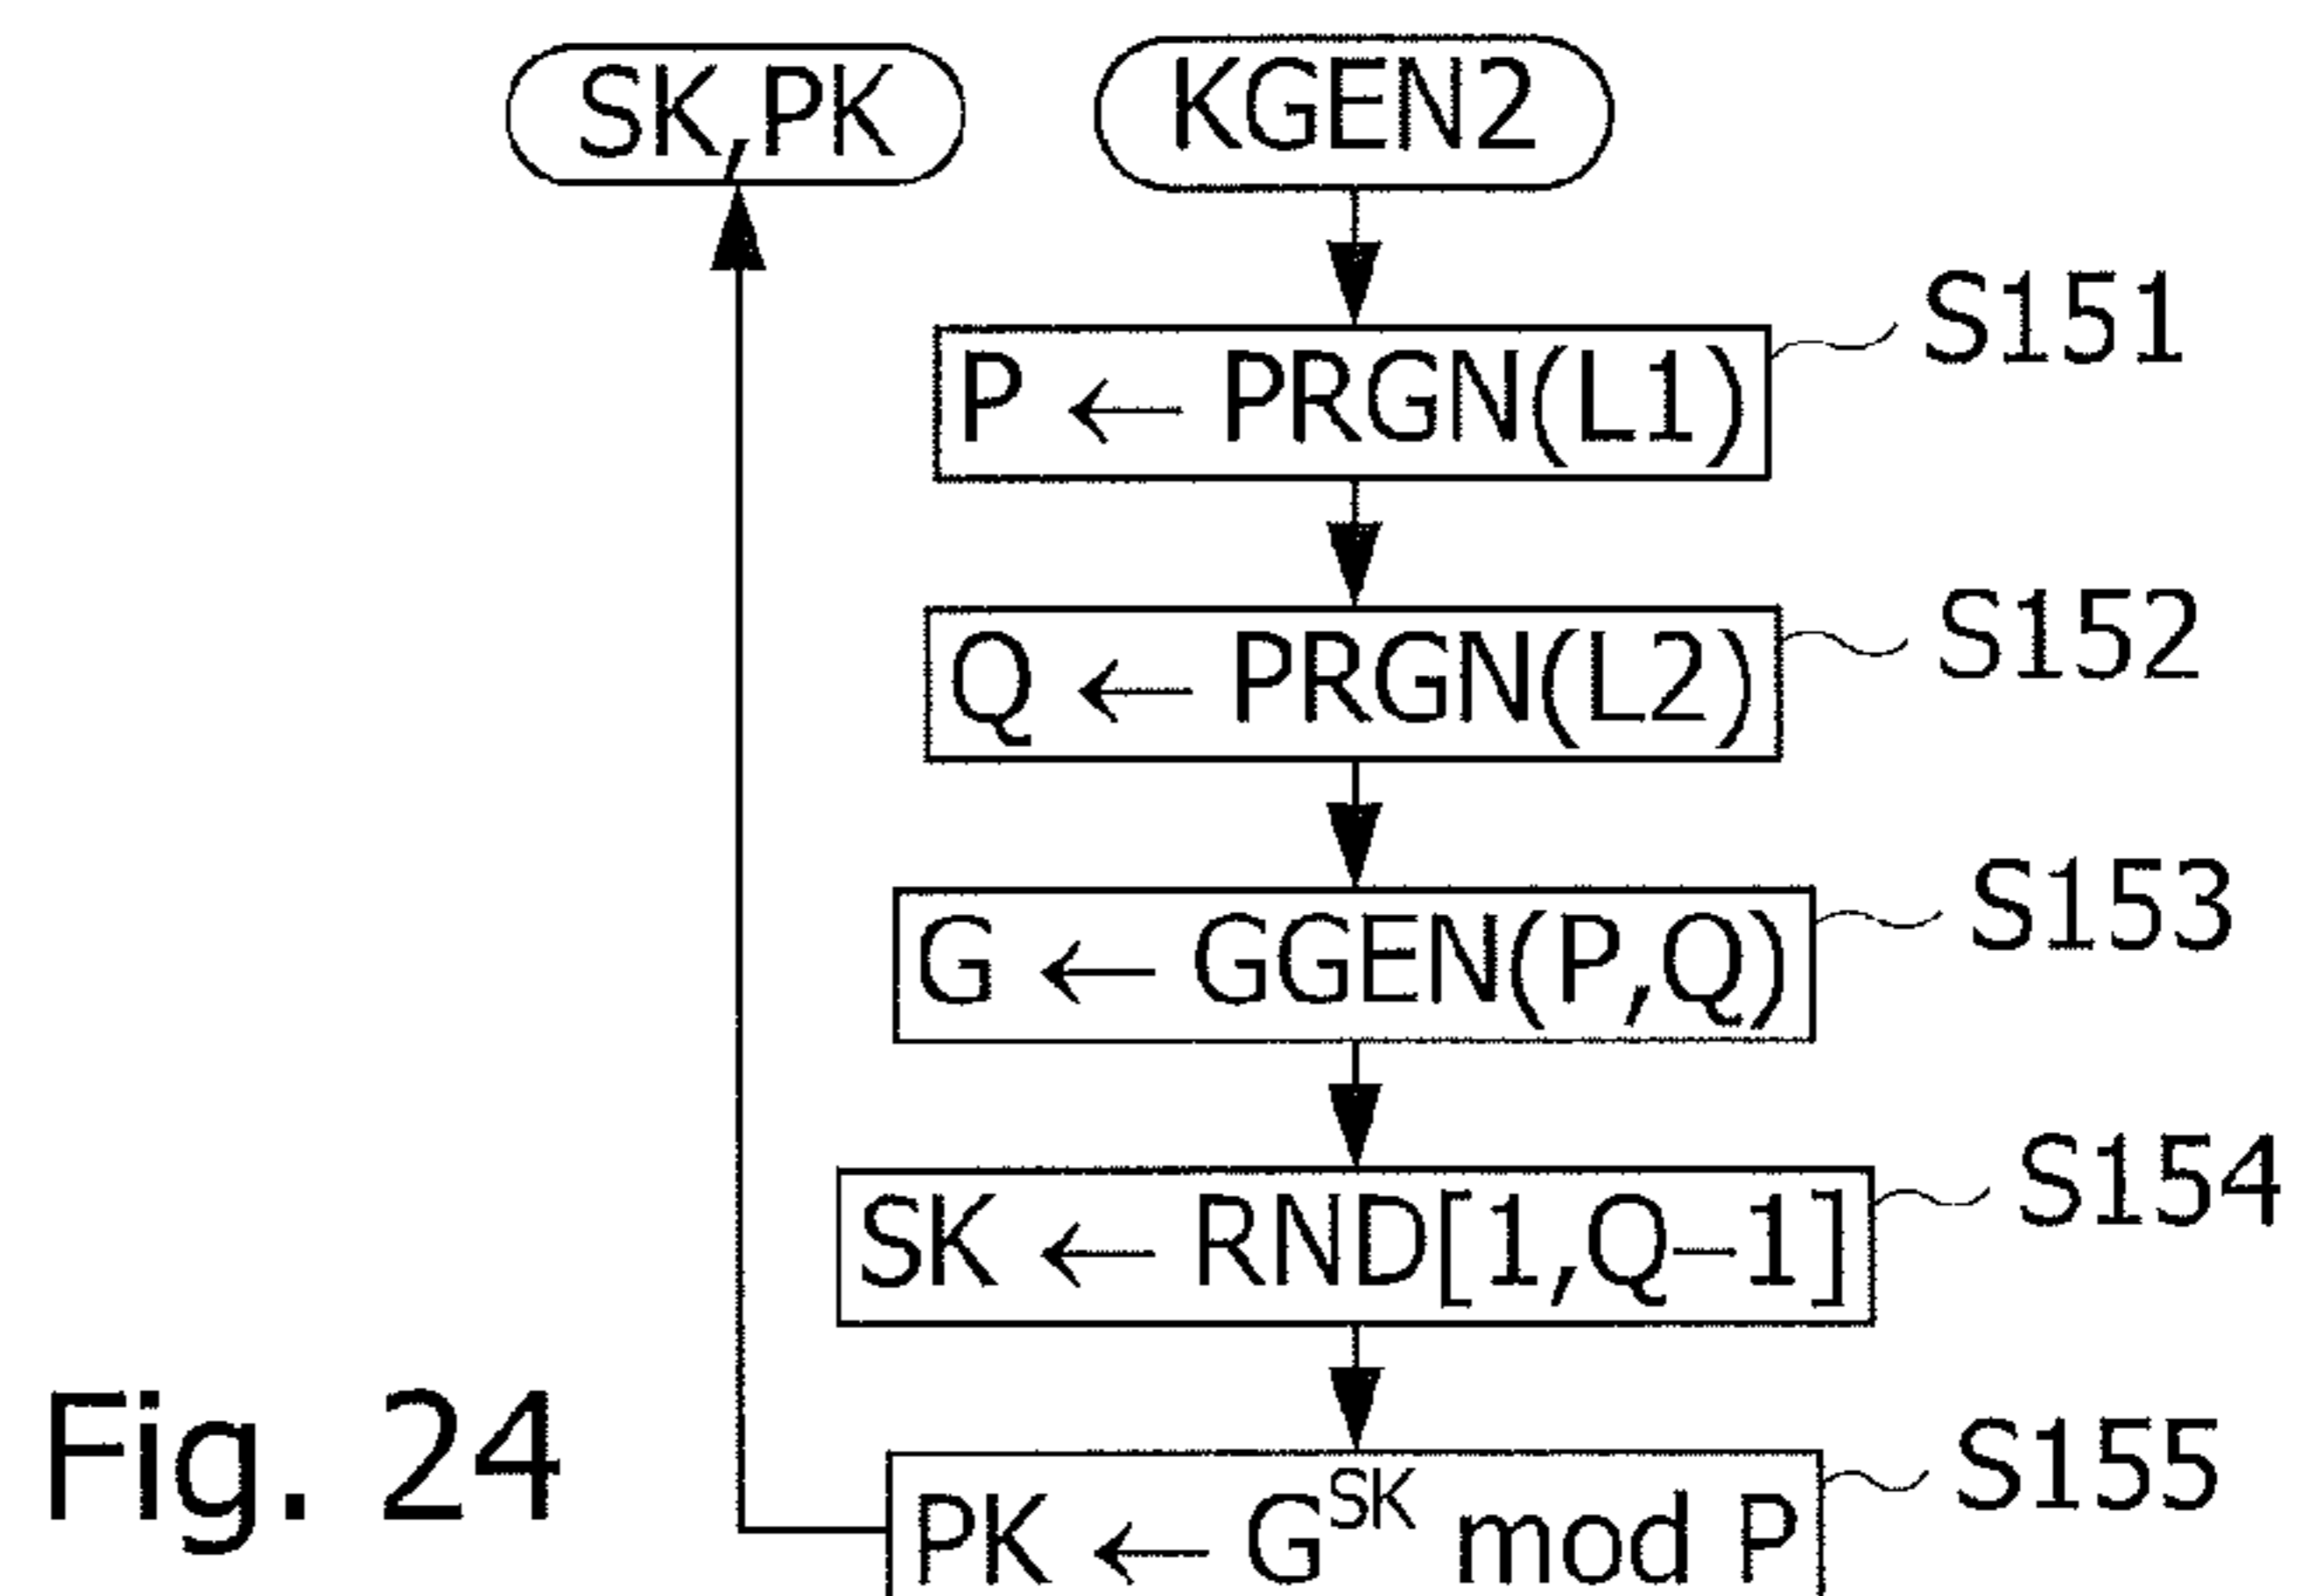 SK,PK KGEN2
P ← PRGN(L1) S151
Q ← PRGN(L2) S152
G ← GGEN(P,Q) S153
SK ← RND[1,Q−1] S154
PK ← G^SK mod P S155
Fig. 24